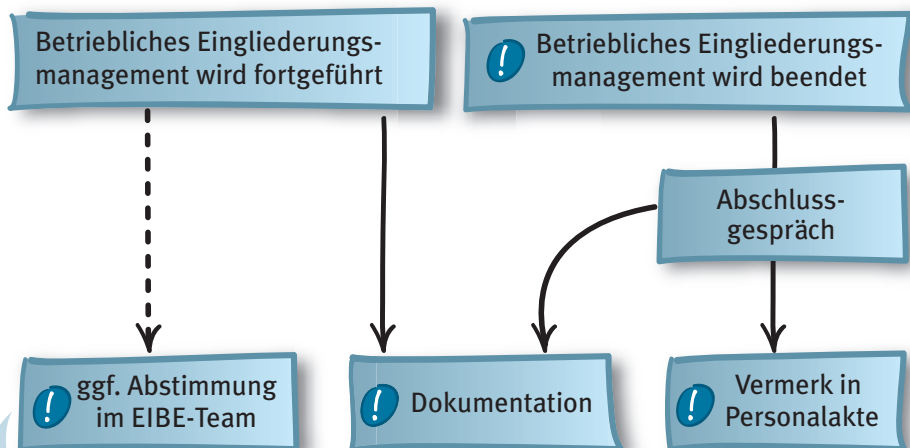 Betriebliches Eingliederungs-
management wird fortgeführt
! Betriebliches Eingliederungs-
management wird beendet
Abschluss-
gespräch
! ggf. Abstimmung
im EIBE-Team
! Dokumentation
! Vermerk in
Personalakte